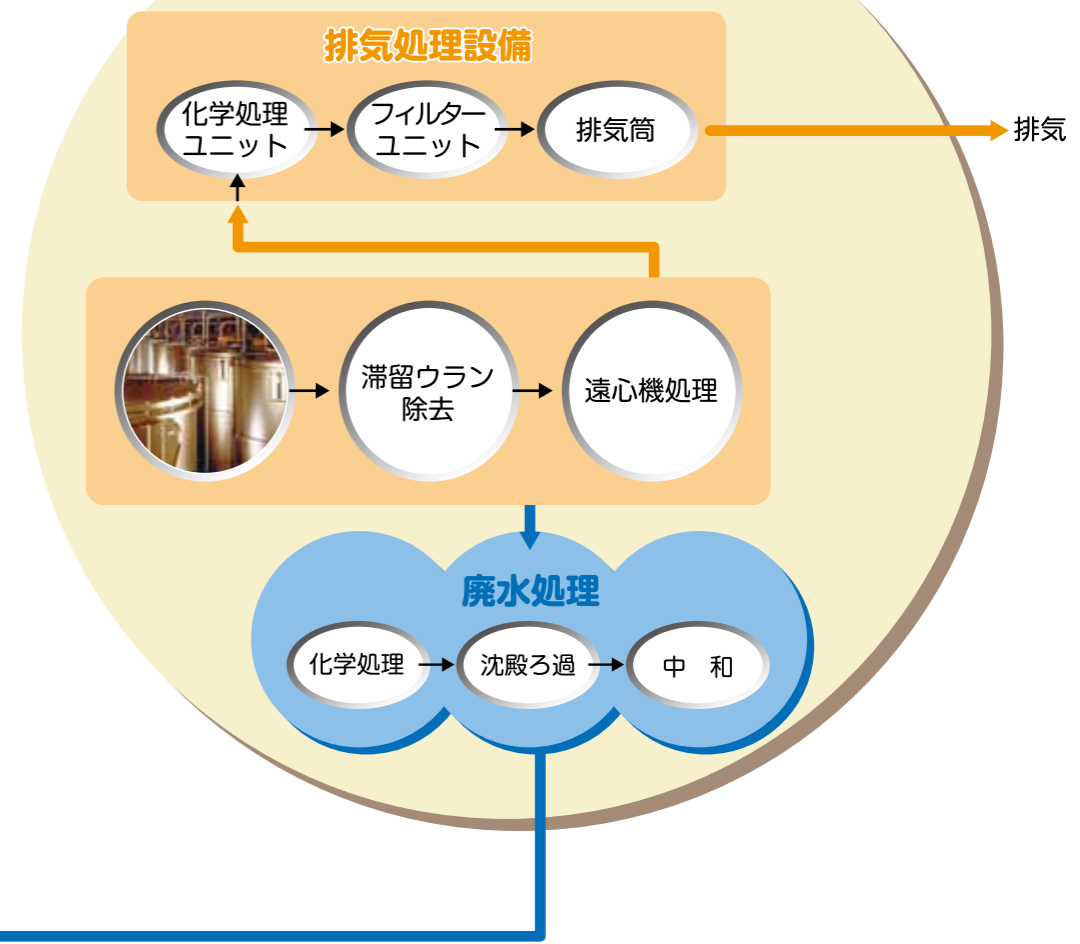 排気処理設備
化学処理
ユニット
フィルター
ユニット
排気筒
排気
滞留ウラン
除去
遠心機処理
廃水処理
化学処理
沈殿ろ過
中 和